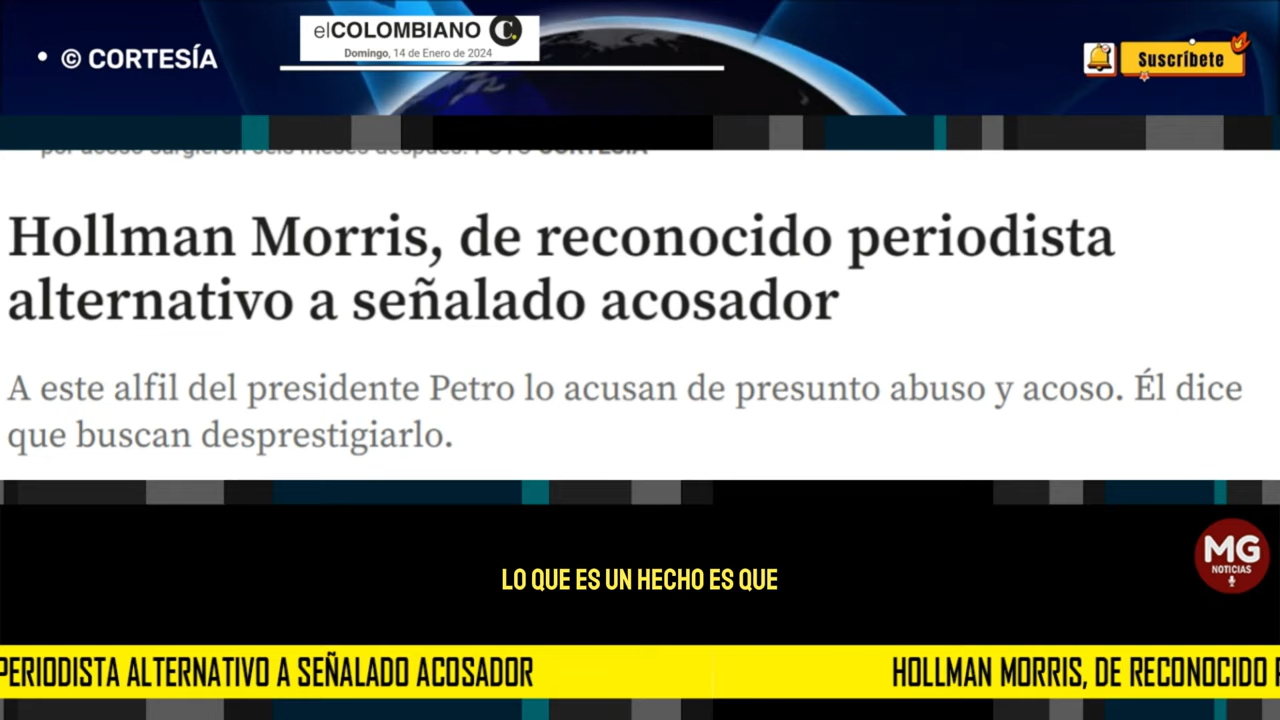 • © CORTESÍA
elCOLOMBIANO C.
Domingo, 14 de Enero de 2024
Suscríbete
Hollman Morris, de reconocido periodista
alternativo a señalado acosador
A este alfil del presidente Petro lo acusan de presunto abuso y acoso. Él dice
que buscan desprestigiarlo.
MG
NOTICIAS
LO QUE ES UN HECHO ES QUE
PERIODISTA ALTERNATIVO A SEÑALADO ACOSADOR
HOLLMAN MORRIS, DE RECONOCIDO